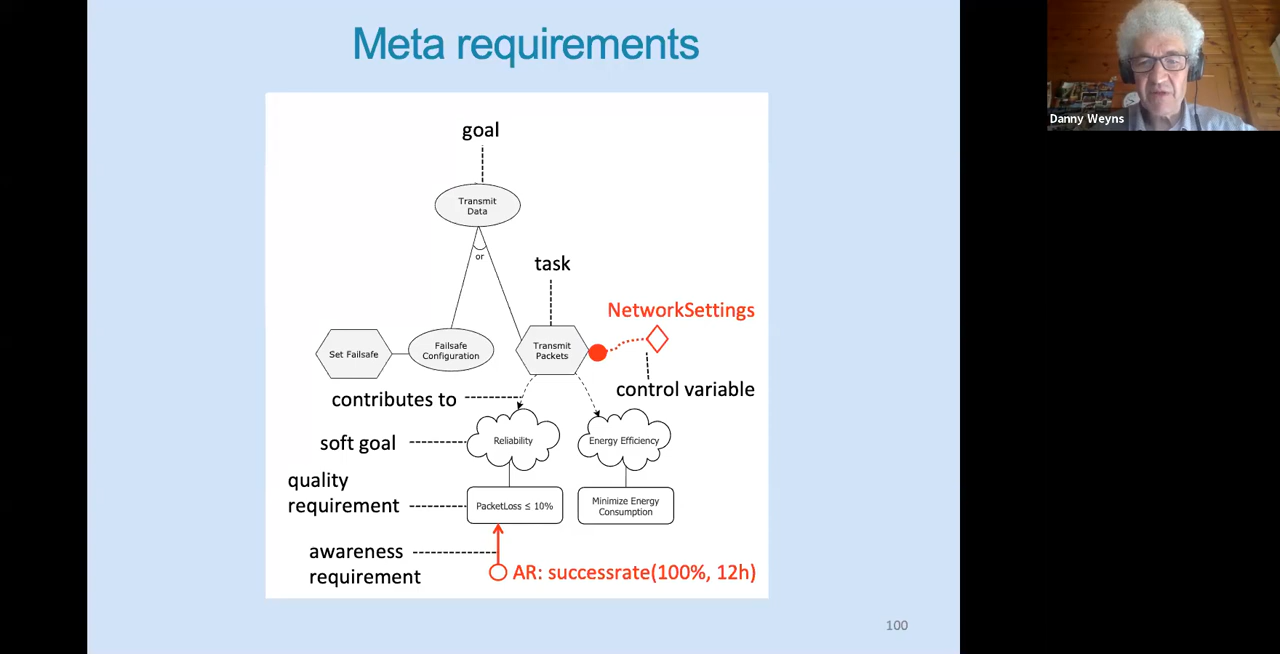 Meta requirements
Danny Weyns
goal
Transmit
Data
or
task
NetworkSettings
Set Failsafe
Failsafe
Configuration
Transmit
Packets
control variable
contributes to
soft goal
Reliability
Energy Efficiency
quality
requirement
PacketLoss ≤ 10%
Minimize Energy
Consumption
awareness
requirement
AR: successrate(100%, 12h)
100